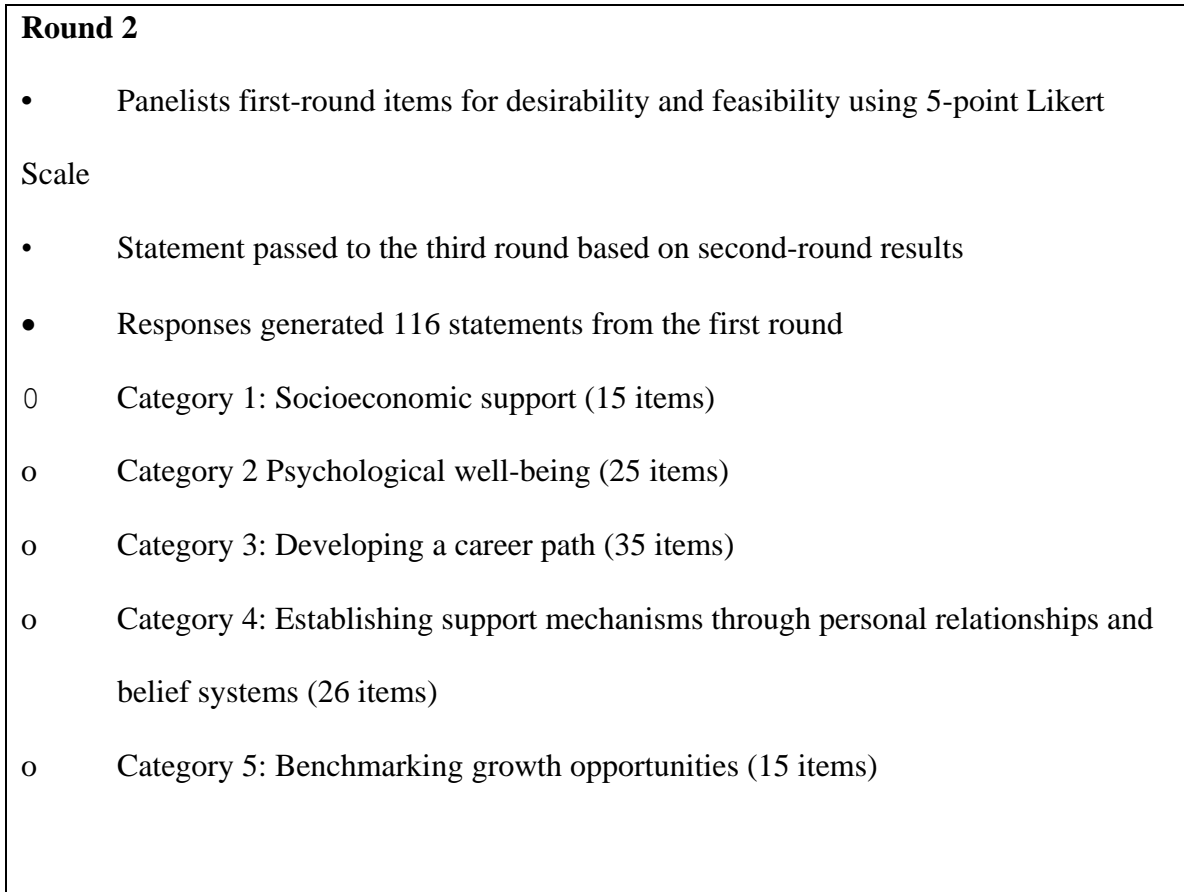 Round 2
• Panelists first-round items for desirability and feasibility using 5-point Likert
Scale
• Statement passed to the third round based on second-round results
• Responses generated 116 statements from the first round
0 Category 1: Socioeconomic support (15 items)
o Category 2 Psychological well-being (25 items)
o Category 3: Developing a career path (35 items)
o Category 4: Establishing support mechanisms through personal relationships and
belief systems (26 items)
o Category 5: Benchmarking growth opportunities (15 items)